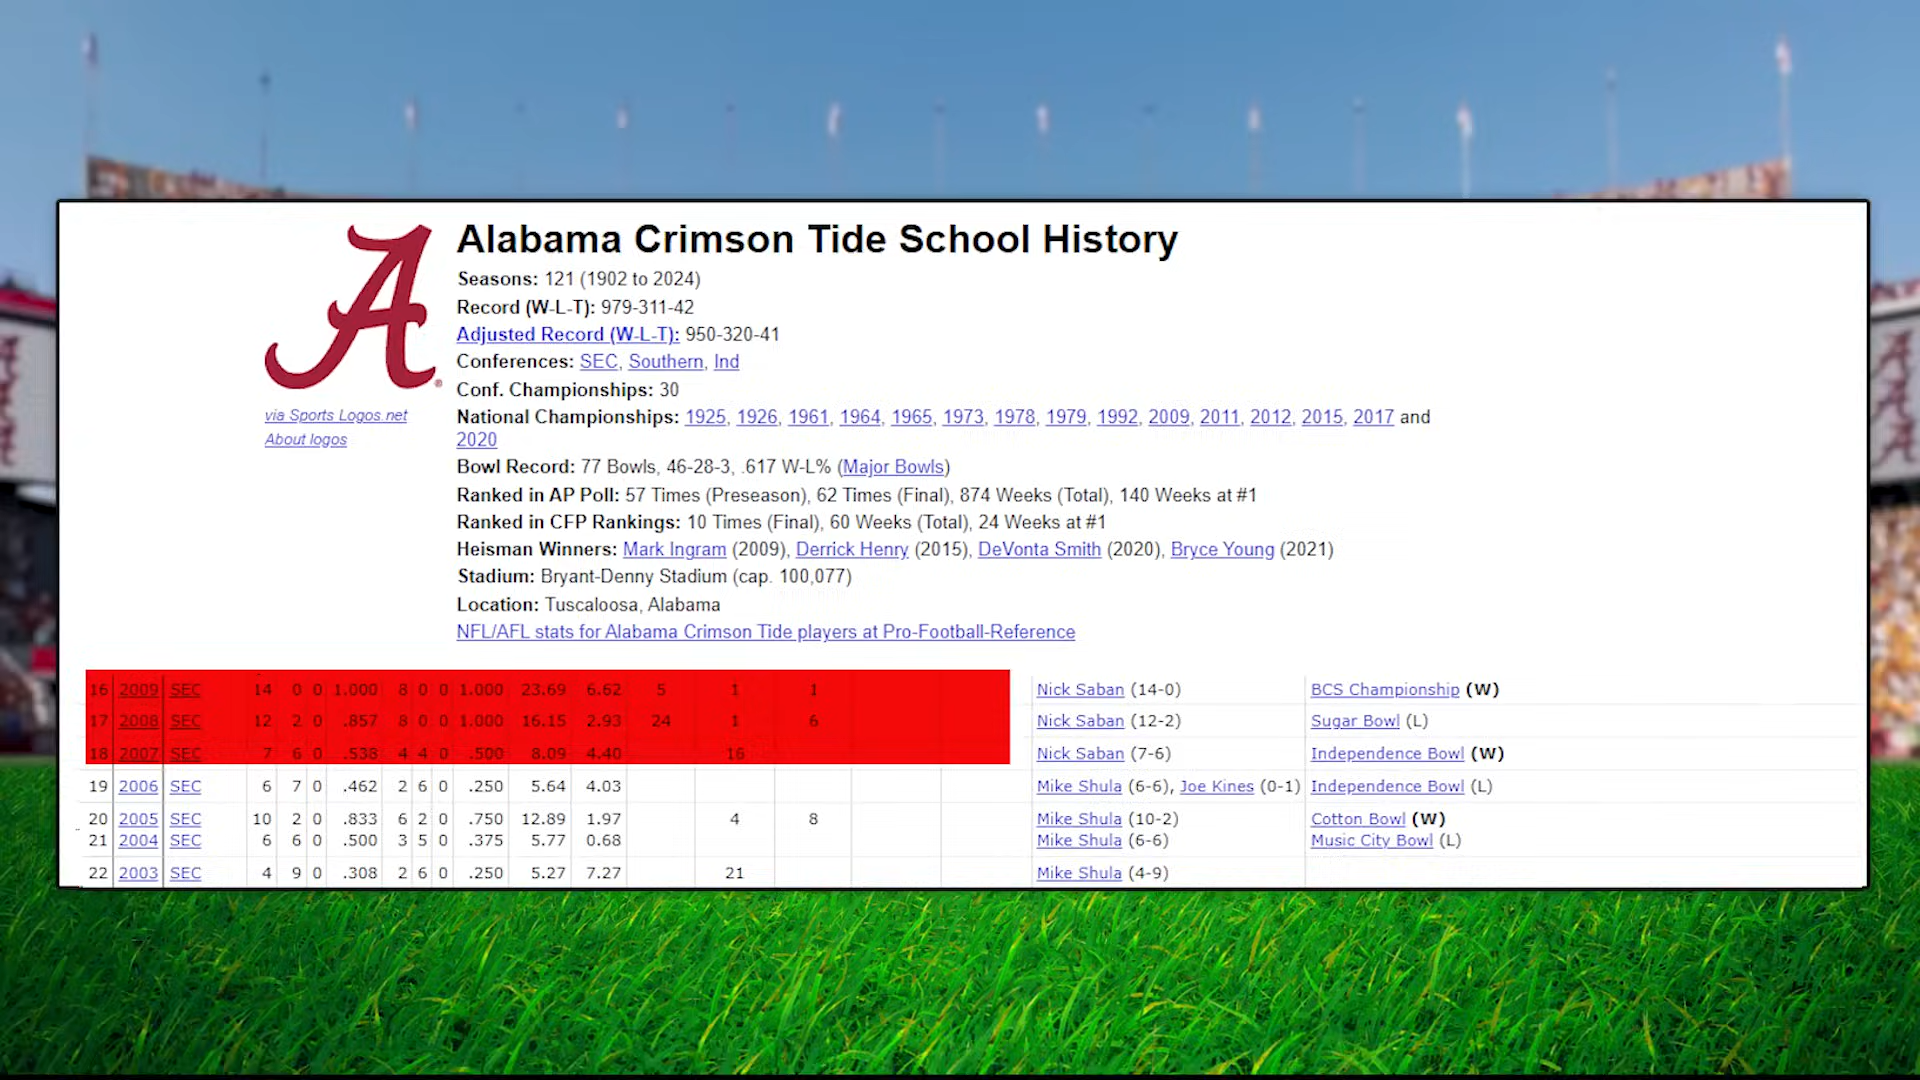 Alabama Crimson Tide School History
Seasons: 121 (1902 to 2024)
Record (W-L-T): 979-311-42
Adjusted Record (W-L-T): 950-320-41
Conferences: SEC, Southern, Ind
Conf. Championships: 30
National Championships: 1925, 1926, 1961, 1964, 1965, 1973, 1978, 1979, 1992, 2009, 2011, 2012, 2015, 2017 and
2020
Bowl Record: 77 Bowls, 46-28-3, .617 W-L% (Major Bowls)
Ranked in AP Poll: 57 Times (Preseason), 62 Times (Final), 874 Weeks (Total), 140 Weeks at #1
Ranked in CFP Rankings: 10 Times (Final), 60 Weeks (Total), 24 Weeks at #1
Heisman Winners: Mark Ingram (2009), Derrick Henry (2015), DeVonta Smith (2020), Bryce Young (2021)
Stadium: Bryant-Denny Stadium (cap. 100,077)
Location: Tuscaloosa, Alabama
NFL/AFL stats for Alabama Crimson Tide players at Pro-Football-Reference
A ®
via Sports Logos.net
About logos
16 2009 SEC 14 0 0 1.000 8 0 0 1.000 23.69 6.62 5 1 1 Nick Saban (14-0) BCS Championship (W)
17 2008 SEC 12 2 0 .857 8 0 0 1.000 16.15 2.93 24 1 6 Nick Saban (12-2) Sugar Bowl (L)
18 2007 SEC 7 6 0 .538 4 4 0 .500 8.09 4.40 16 Nick Saban (7-6) Independence Bowl (W)
19 2006 SEC 6 7 0 .462 2 6 0 .250 5.64 4.03 Mike Shula (6-6), Joe Kines (0-1) Independence Bowl (L)
20 2005 SEC 10 2 0 .833 6 2 0 .750 12.89 1.97 4 8 Mike Shula (10-2) Cotton Bowl (W)
21 2004 SEC 6 6 0 .500 3 5 0 .375 5.77 0.68 Mike Shula (6-6) Music City Bowl (L)
22 2003 SEC 4 9 0 .308 2 6 0 .250 5.27 7.27 21 Mike Shula (4-9)